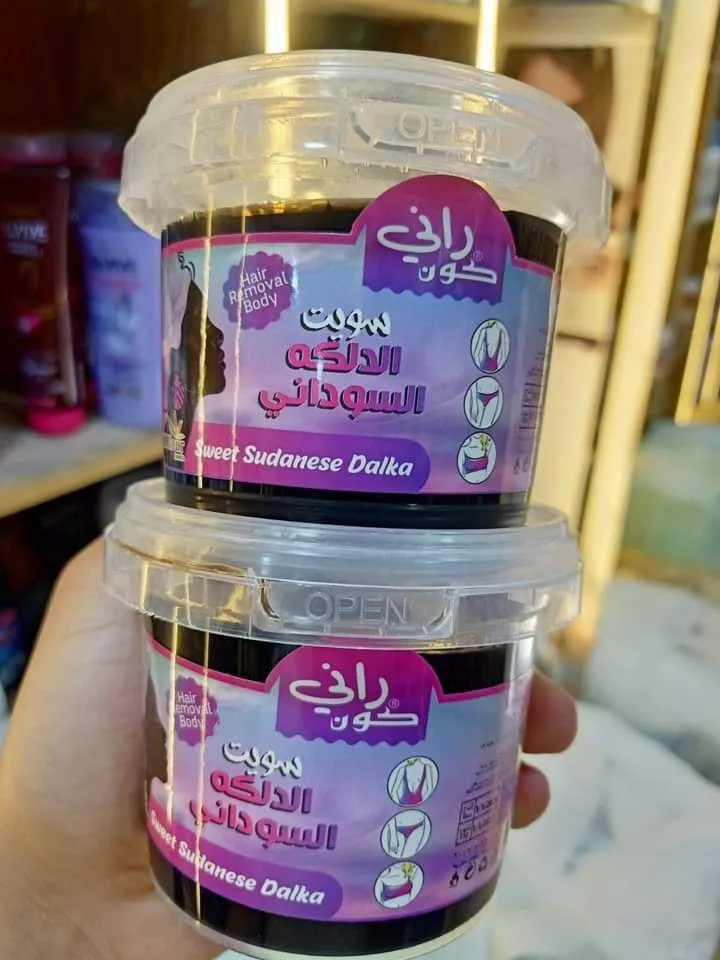 OPEN
راني
كون®
Hair
Removal
Body
سويت
الدلكه
السوداني
Sweet Sudanese Dalka
OPEN
راني
كون®
Hair
Removal
Body
سويت
الدلكه
السوداني
Sweet Sudanese Dalka